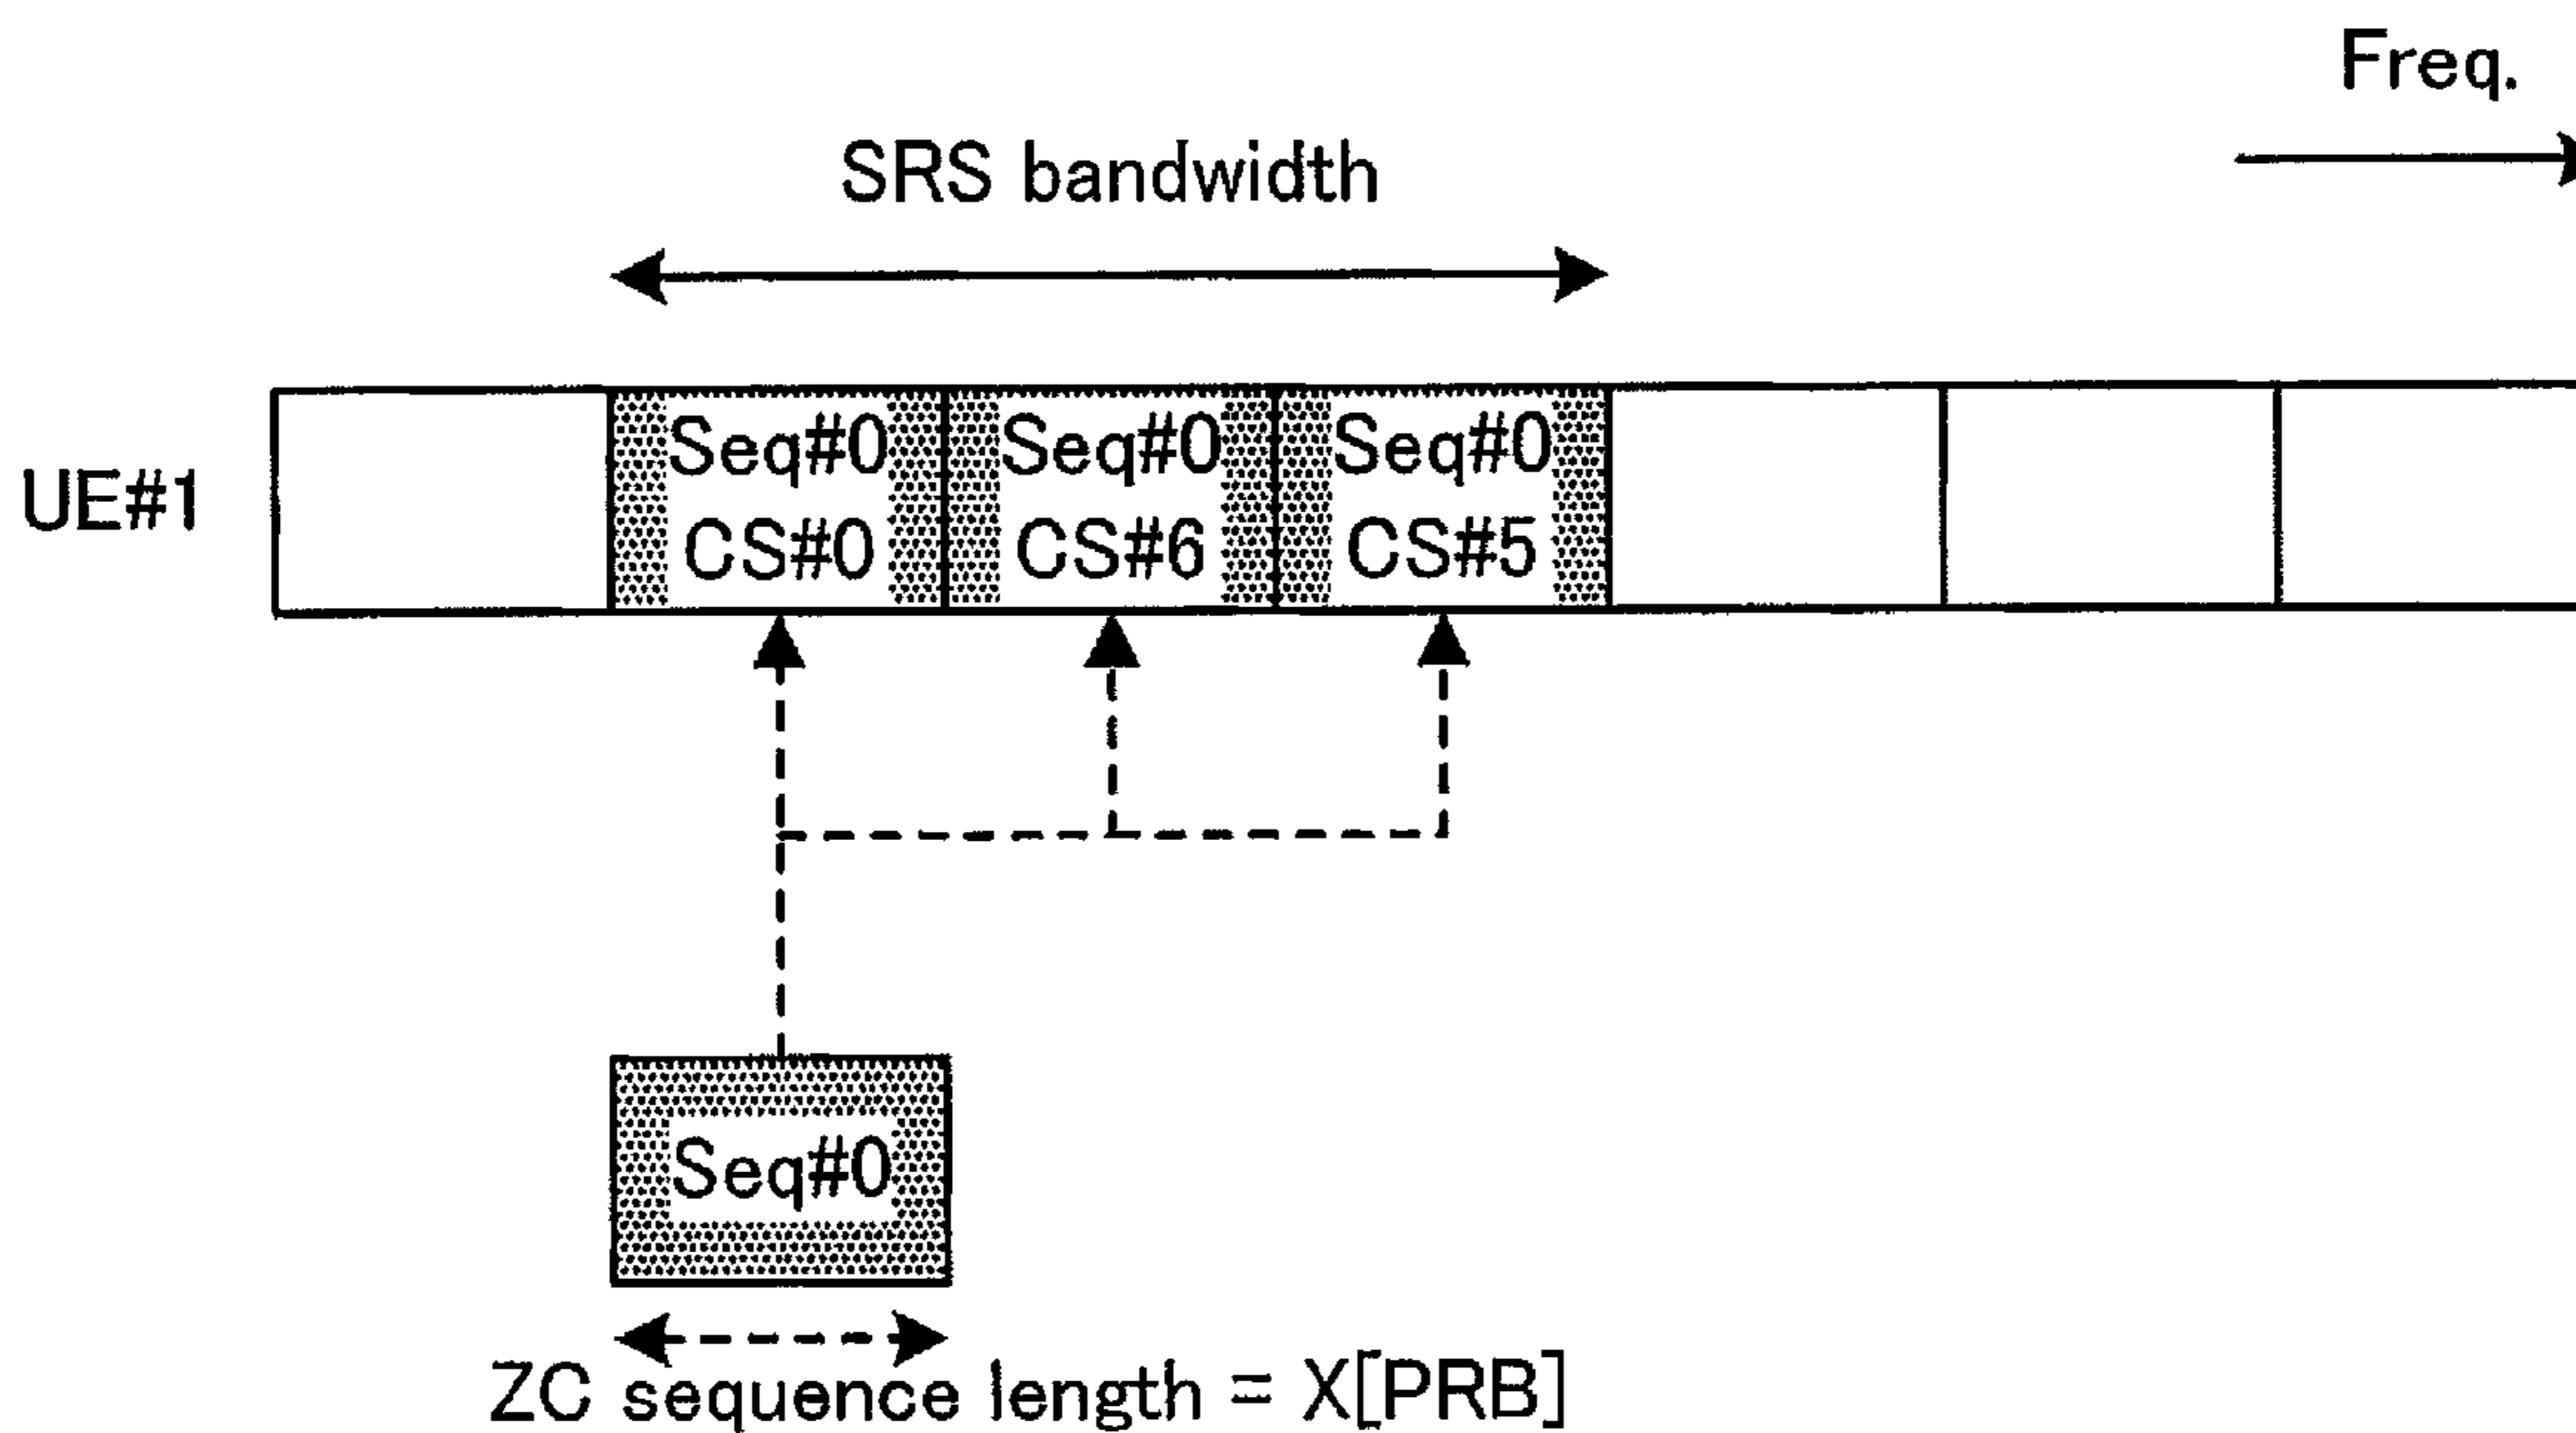 Freq.
SRS bandwidth
UE#1
Seq#0 Seq#0 Seq#0
CS#0 CS#6 CS#5
Seq#0
ZC sequence length = X[PRB]